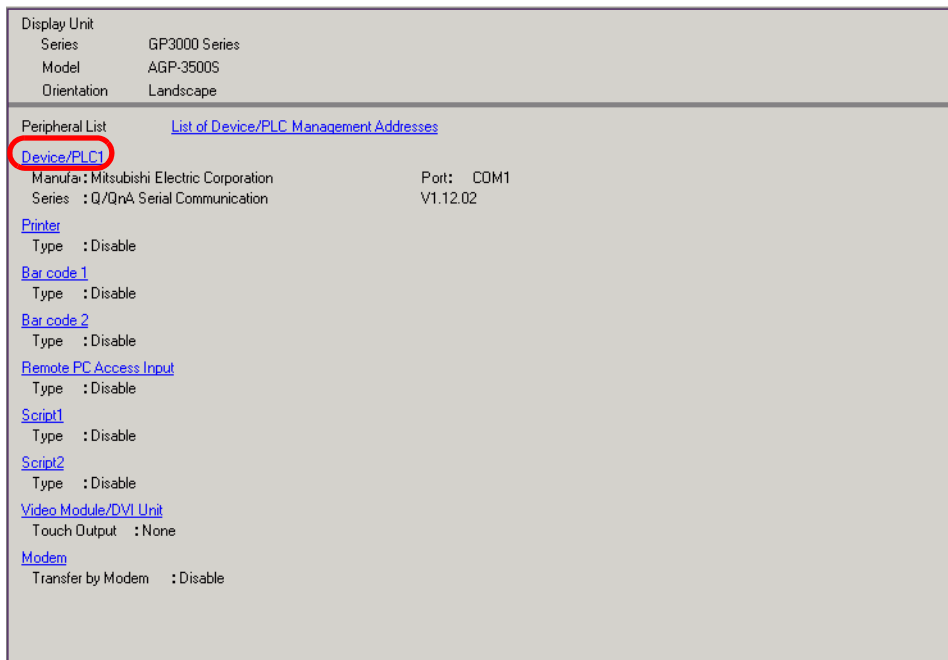 Display Unit
Series GP3000 Series
Model AGP-3500S
Orientation Landscape
Peripheral List List of Device/PLC Management Addresses
Device/PLC1
Manufa : Mitsubishi Electric Corporation Port: COM1
Series : Q/QnA Serial Communication V1.12.02
Printer
Type : Disable
Bar code 1
Type : Disable
Bar code 2
Type : Disable
Remote PC Access Input
Type : Disable
Script1
Type : Disable
Script2
Type : Disable
Video Module/DVI Unit
Touch Output : None
Modem
Transfer by Modem : Disable